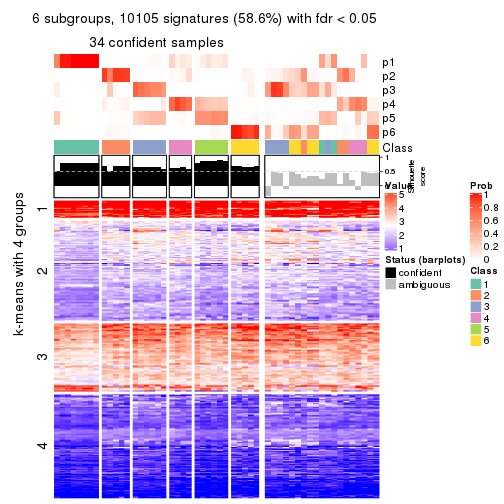 6 subgroups, 10105 signatures (58.6%) with fdr < 0.05
34 confident samples
p1
p2
p3
p4
p5
p6
Class
1
0.5
0
Silhouette
score
k-means with 4 groups
1
2
3
4
Value
5
4
3
2
1
Status (barplots)
confident
ambiguous
Prob
1
0.8
0.6
0.4
0.2
0
Class
1
2
3
4
5
6